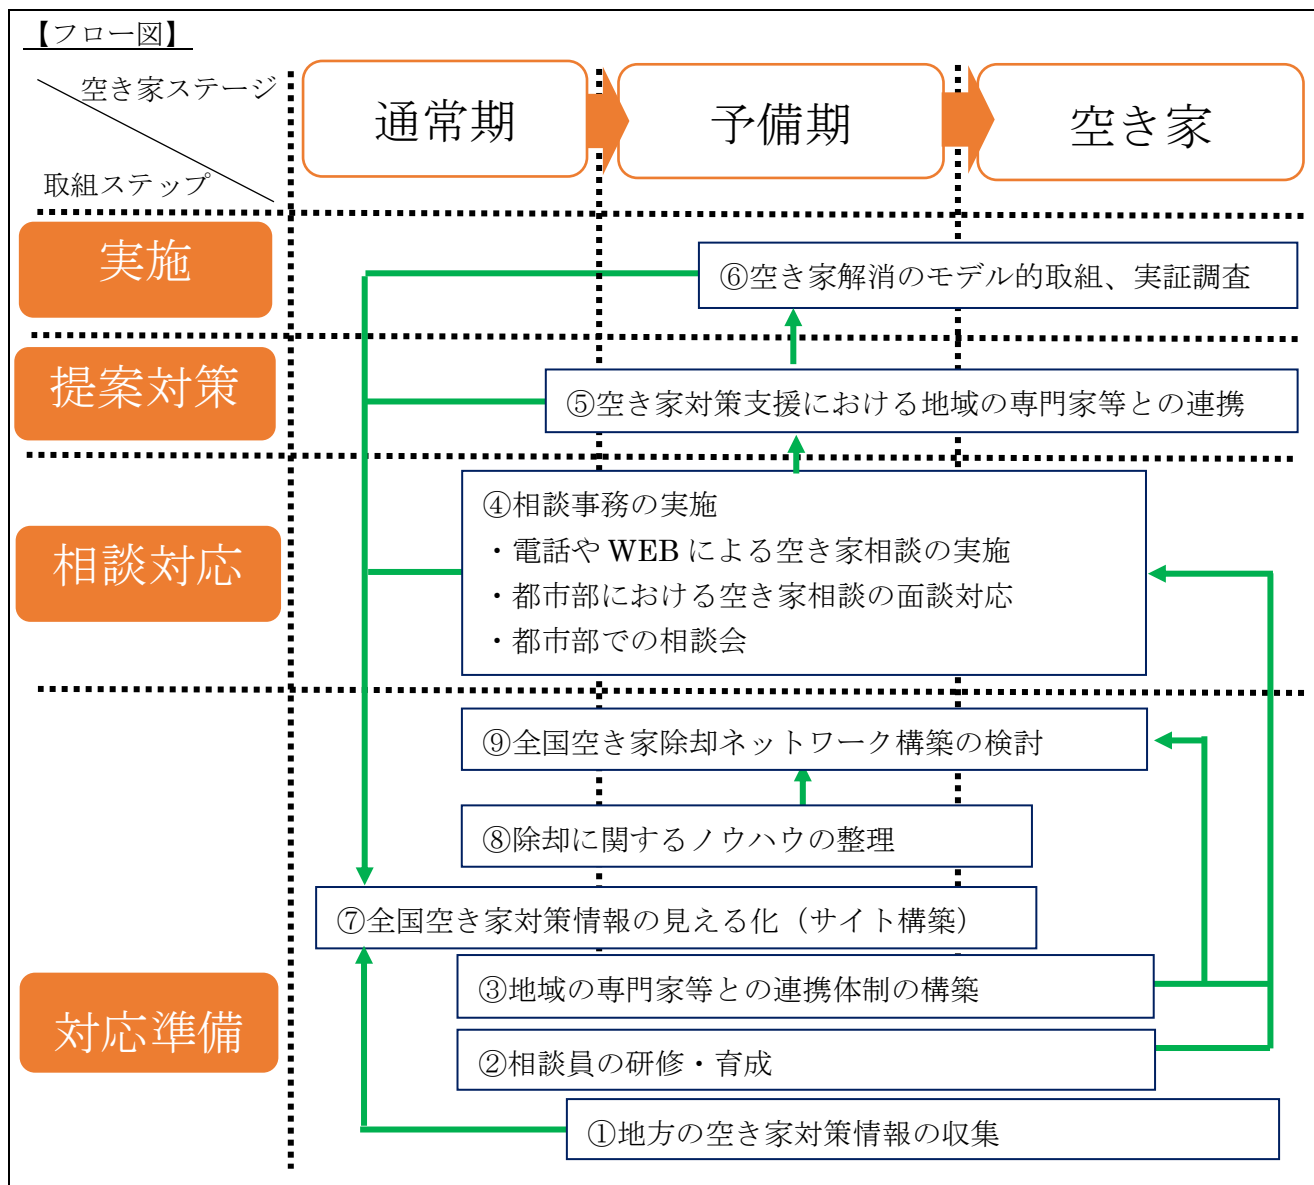 【フロー図】
空き家ステージ
取組ステップ
通常期
予備期
空き家
実施
⑥空き家解消のモデル的取組、実証調査
提案対策
⑤空き家対策支援における地域の専門家等との連携
相談対応
④相談事務の実施
・電話や WEB による空き家相談の実施
・都市部における空き家相談の面談対応
・都市部での相談会
対応準備
⑨全国空き家除却ネットワーク構築の検討
⑧除却に関するノウハウの整理
⑦全国空き家対策情報の見える化（サイト構築）
③地域の専門家等との連携体制の構築
②相談員の研修・育成
①地方の空き家対策情報の収集